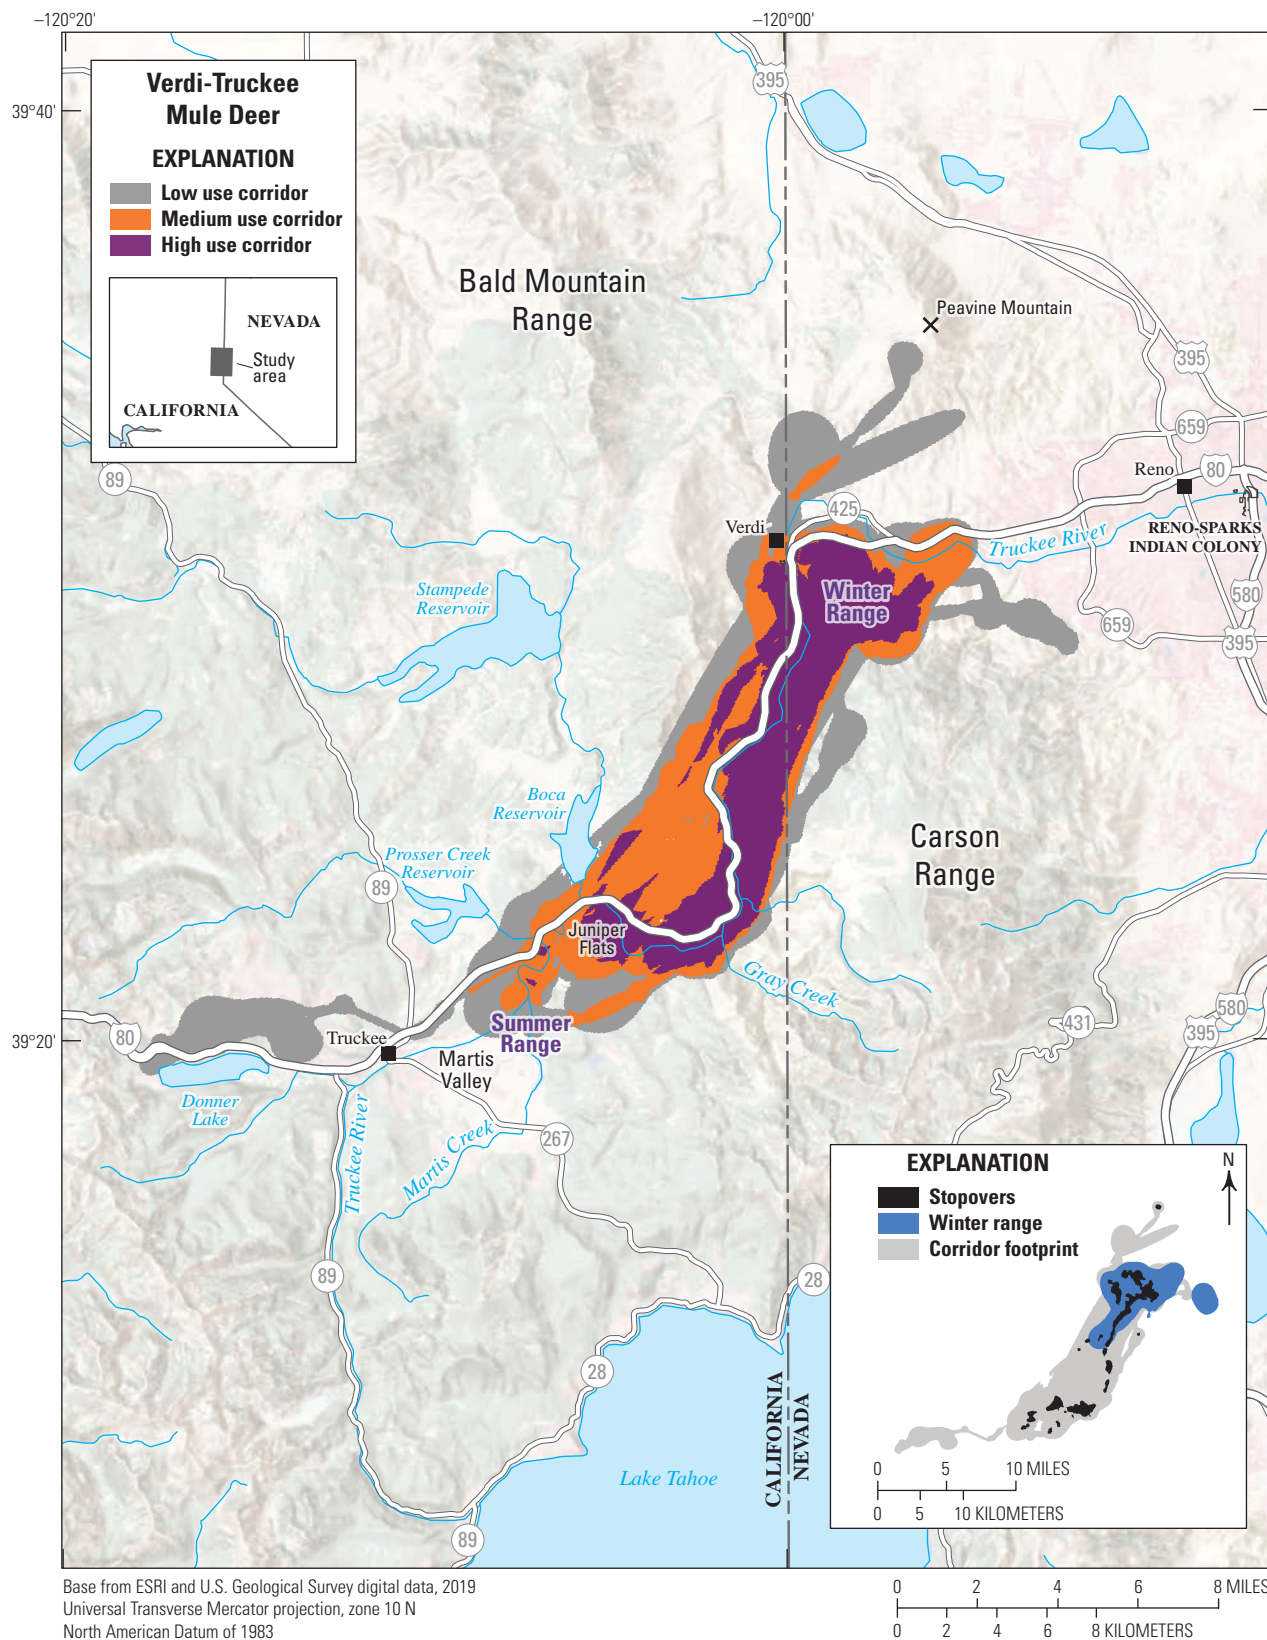 –120°20'
–120°00'
39°40'
39°20'
Verdi-Truckee
Mule Deer
EXPLANATION
Low use corridor
Medium use corridor
High use corridor
NEVADA
Study
area
CALIFORNIA
395
Bald Mountain
Range
Peavine Mountain
395
659
Reno
80
89
425
Verdi
Truckee River
RENO-SPARKS
INDIAN COLONY
Stampede
Reservoir
Winter
Range
580
659
395
Boca
Reservoir
Carson
Range
Prosser Creek
Reservoir
89
Juniper
Flats
Gray Creek
Summer
Range
580
431
395
80
Truckee
Martis
Valley
Donner
Lake
Truckee River
Martis Creek
267
89
28
28
Lake Tahoe
CALIFORNIA
NEVADA
89
EXPLANATION
Stopovers
Winter range
Corridor footprint
N
0 5 10 MILES
0 5 10 KILOMETERS
Base from ESRI and U.S. Geological Survey digital data, 2019
Universal Transverse Mercator projection, zone 10 N
North American Datum of 1983
0 2 4 6 8 MILES
0 2 4 6 8 KILOMETERS